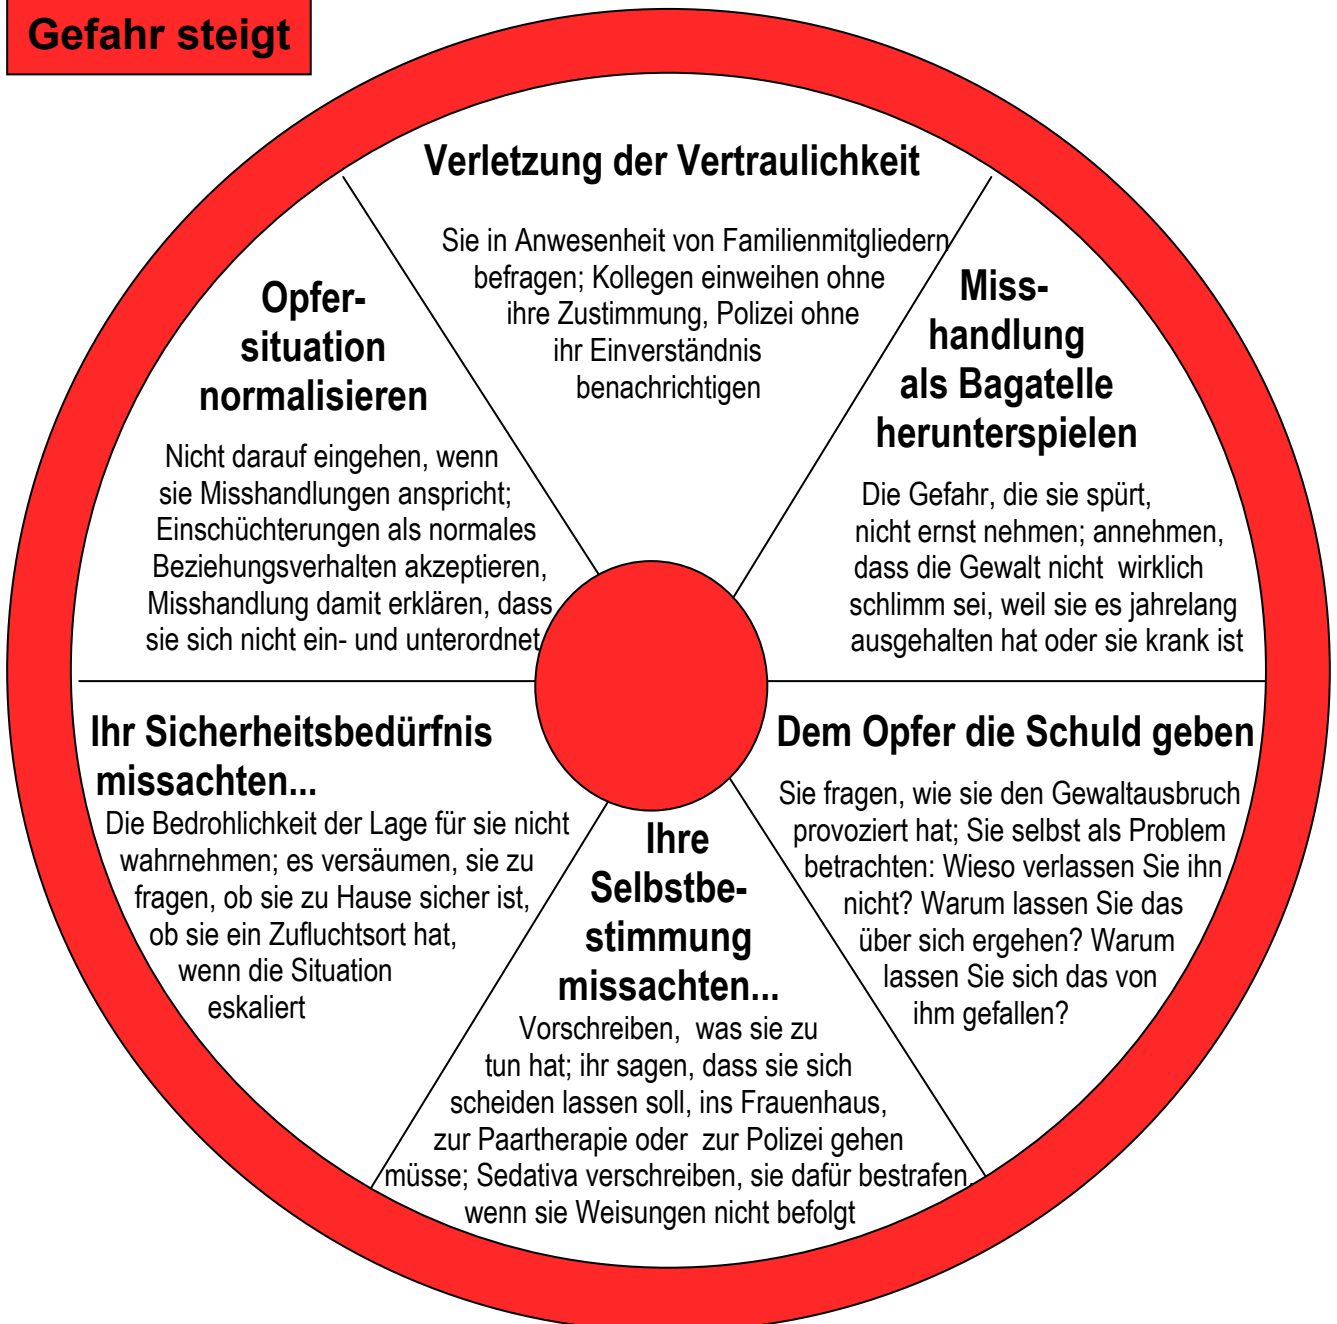 Gefahr steigt
Verletzung der Vertraulichkeit
Sie in Anwesenheit von Familienmitgliedern
befragen; Kollegen einweihen ohne
ihre Zustimmung, Polizei ohne
ihr Einverständnis
benachrichtigen
Miss-
handlung
als Bagatelle
herunterspielen
Die Gefahr, die sie spürt,
nicht ernst nehmen; annehmen,
dass die Gewalt nicht wirklich
schlimm sei, weil sie es jahrelang
ausgehalten hat oder sie krank ist
Dem Opfer die Schuld geben
Sie fragen, wie sie den Gewaltausbruch
provoziert hat; Sie selbst als Problem
betrachten: Wieso verlassen Sie ihn
nicht? Warum lassen Sie das
über sich ergehen? Warum
lassen Sie sich das von
ihm gefallen?
Ihre
Selbstbe-
stimmung
missachten...
Vorschreiben, was sie zu
tun hat; ihr sagen, dass sie sich
scheiden lassen soll, ins Frauenhaus,
zur Paartherapie oder zur Polizei gehen
müsse; Sedativa verschreiben, sie dafür bestrafen,
wenn sie Weisungen nicht befolgt
Ihr Sicherheitsbedürfnis
missachten...
Die Bedrohlichkeit der Lage für sie nicht
wahrnehmen; es versäumen, sie zu
fragen, ob sie zu Hause sicher ist,
ob sie ein Zufluchtsort hat,
wenn die Situation
eskaliert
Opfer-
situation
normalisieren
Nicht darauf eingehen, wenn
sie Misshandlungen anspricht;
Einschüchterungen als normales
Beziehungsverhalten akzeptieren,
Misshandlung damit erklären, dass
sie sich nicht ein- und unterordnet